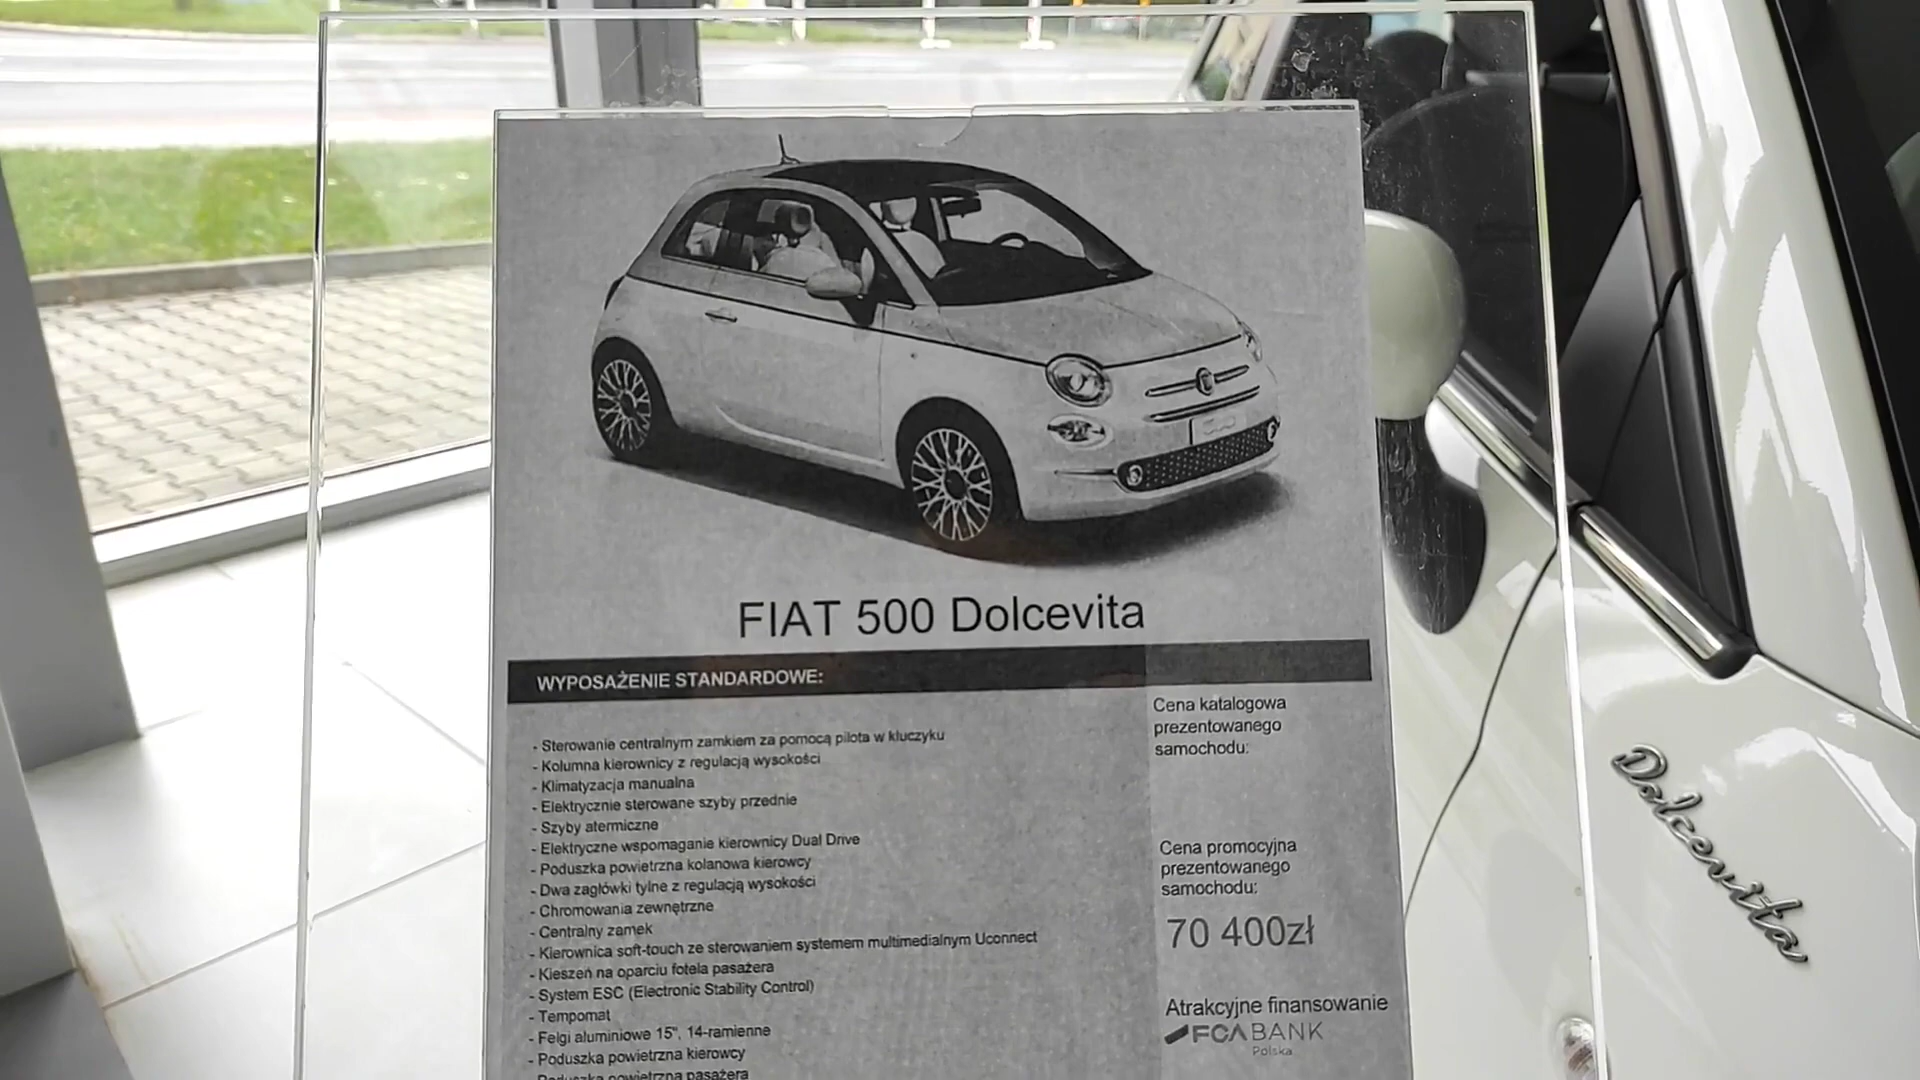 FIAT 500 Dolcevita
WYPOSAŻENIE STANDARDOWE:
- Sterowanie centralnym zamkiem za pomocą pilota w kluczyku
- Kolumna kierownicy z regulacją wysokości
- Klimatyzacja manualna
- Elektrycznie sterowane szyby przednie
- Szyby atermiczne
- Elektryczne wspomaganie kierownicy Dual Drive
- Poduszka powietrzna kolanowa kierowcy
- Dwa zagłówki tylne z regulacją wysokości
- Chromowania zewnętrzne
- Centralny zamek
- Kierownica soft-touch ze sterowaniem systemem multimedialnym Uconnect
- Kieszeń na oparciu fotela pasażera
- System ESC (Electronic Stability Control)
- Tempomat
- Felgi aluminiowe 15", 14-ramienne
- Poduszka powietrzna kierowcy
- Poduszka powietrzna pasażera
Cena katalogowa
prezentowanego
samochodu:
Cena promocyjna
prezentowanego
samochodu:
70 400zł
Atrakcyjne finansowanie
FCA BANK
Polska
Dolcevita